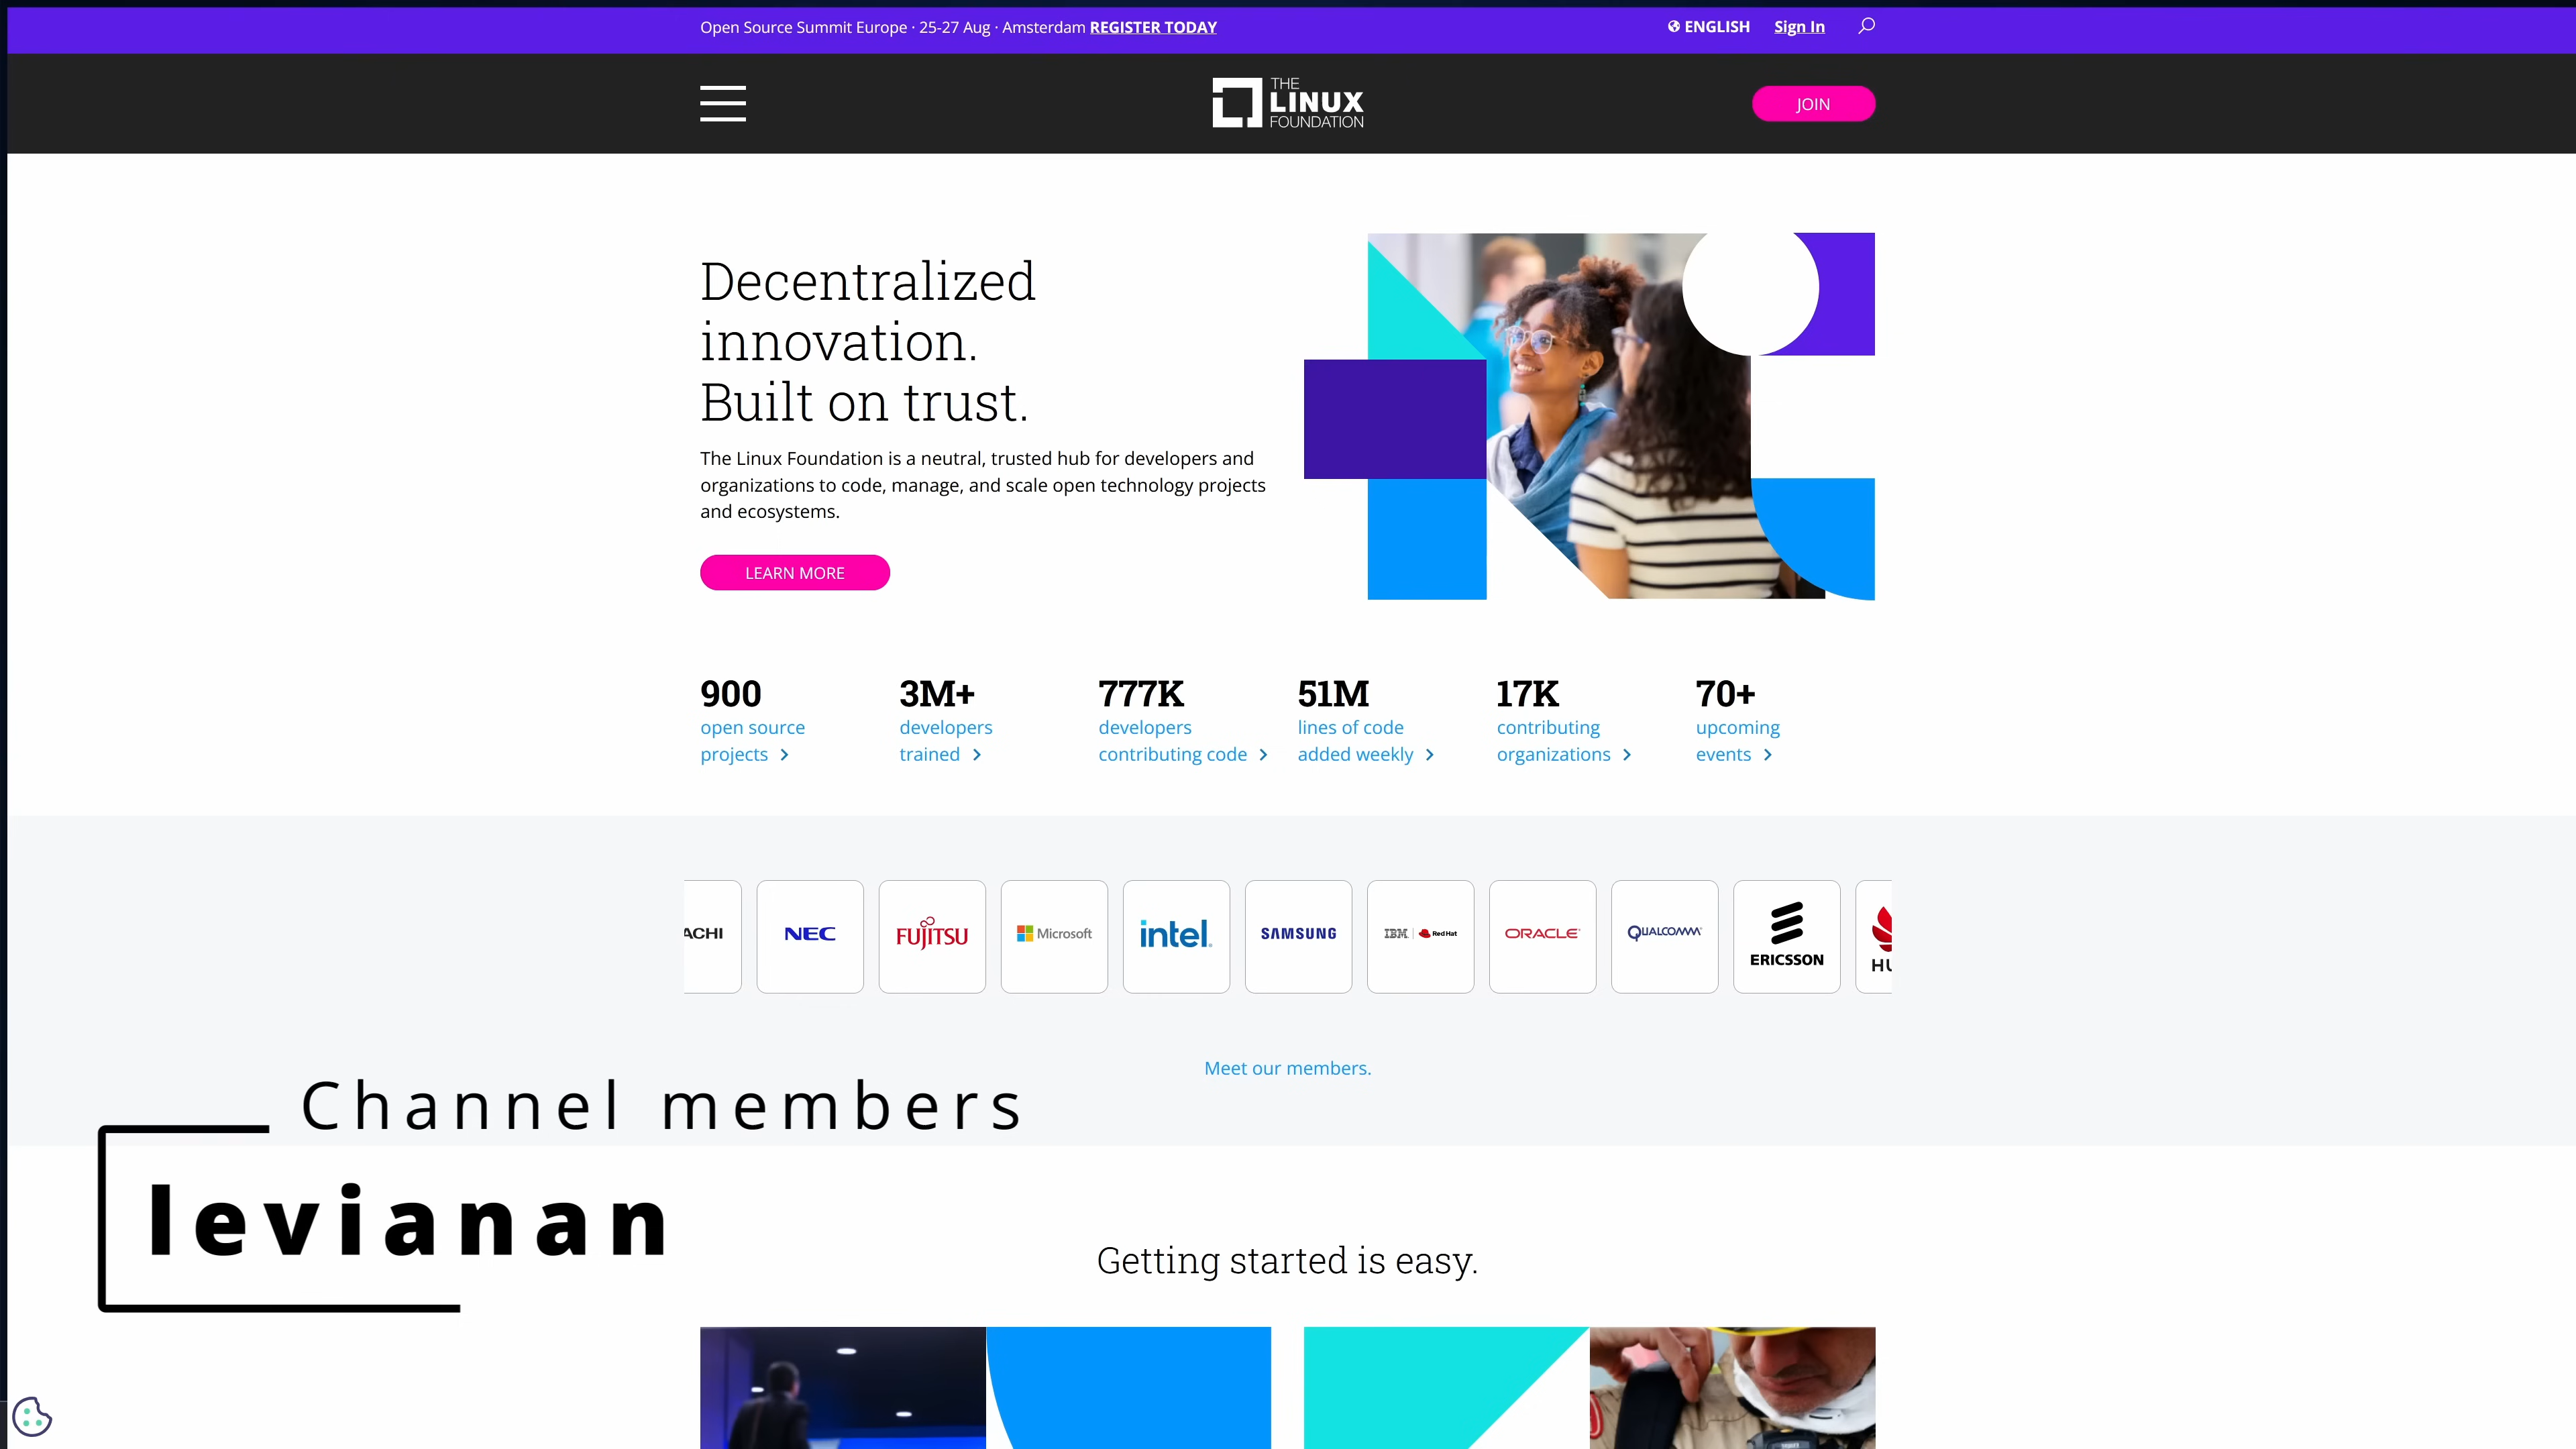 Open Source Summit Europe · 25-27 Aug · Amsterdam REGISTER TODAY
ENGLISH Sign In
THE
LINUX
FOUNDATION
JOIN
Decentralized
innovation.
Built on trust.
The Linux Foundation is a neutral, trusted hub for developers and
organizations to code, manage, and scale open technology projects
and ecosystems.
LEARN MORE
900
open source
projects
3M+
developers
trained
777K
developers
contributing code
51M
lines of code
added weekly
17K
contributing
organizations
70+
upcoming
events
ACHI
NEC
FUJITSU
Microsoft
intel.
SAMSUNG
IBM | Red Hat
ORACLE
QUALCOMM
ERICSSON
HU
Meet our members.
Channel members
levianan
Getting started is easy.